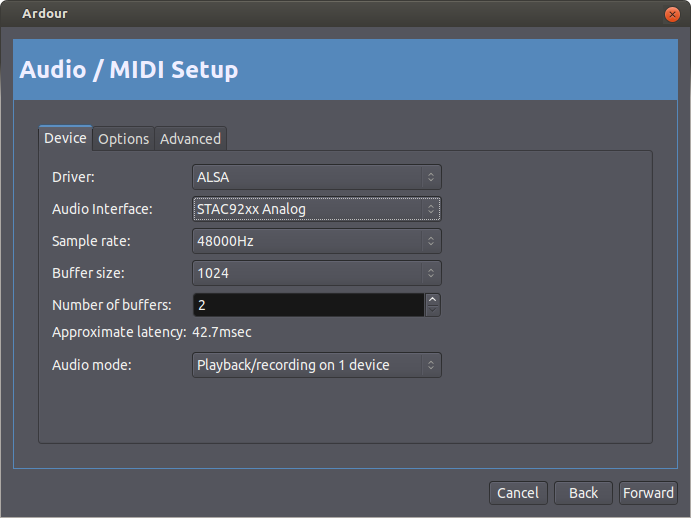 Ardour
Audio / MIDI Setup
Device Options Advanced
Driver: ALSA
Audio Interface: STAC92xx Analog
Sample rate: 48000Hz
Buffer size: 1024
Number of buffers: 2
Approximate latency: 42.7msec
Audio mode: Playback/recording on 1 device
Cancel Back Forward